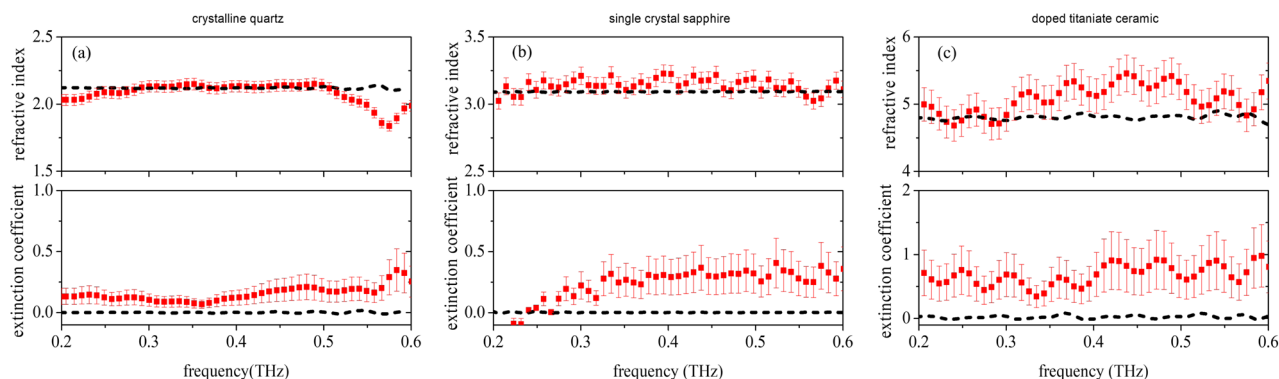 crystalline quartz
single crystal sapphire
doped titaniate ceramic
(a)
refractive index
2.5
2.0
1.5
extinction coefficient
1.0
0.5
0.0
0.2 0.3 0.4 0.5 0.6
frequency(THz)
(b)
refractive index
3.5
3.0
2.5
extinction coefficient
1.0
0.5
0.0
0.2 0.3 0.4 0.5 0.6
frequency (THz)
(c)
refractive index
6
5
4
extinction coefficient
2
1
0
0.2 0.3 0.4 0.5 0.6
frequency (THz)